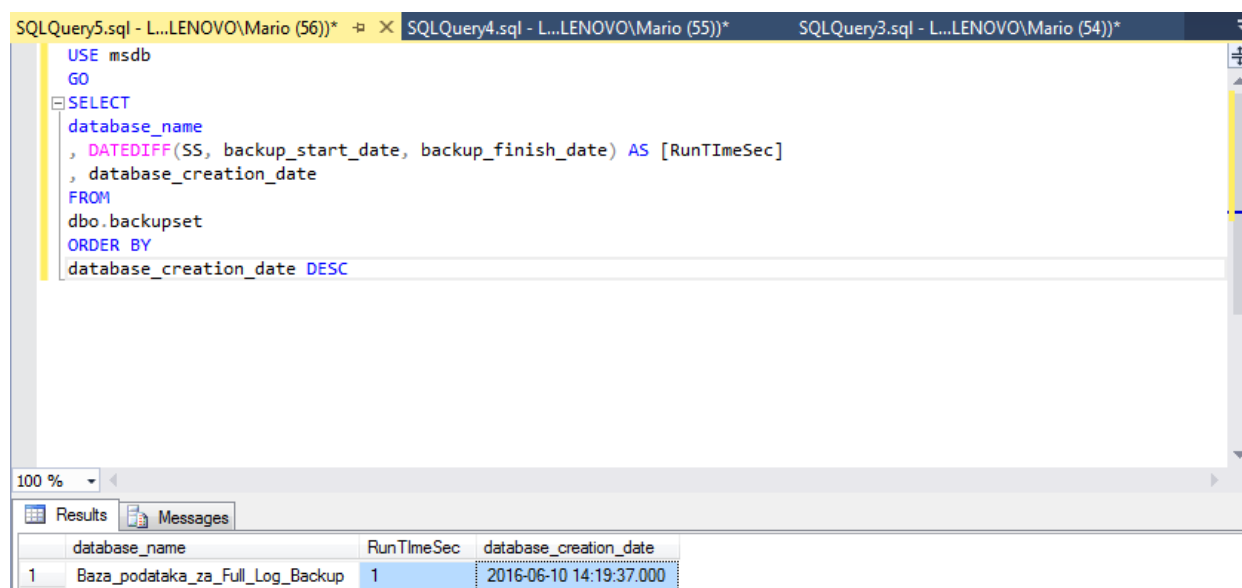 SQLQuery5.sql - L...LENOVO\Mario (56))* SQLQuery4.sql - L...LENOVO\Mario (55))* SQLQuery3.sql - L...LENOVO\Mario (54))*
USE msdb
GO
SELECT
database_name
, DATEDIFF(SS, backup_start_date, backup_finish_date) AS [RunTImeSec]
, database_creation_date
FROM
dbo.backupset
ORDER BY
database_creation_date DESC
100 %
Results Messages
database_name RunTImeSec database_creation_date
1 Baza_podataka_za_Full_Log_Backup 1 2016-06-10 14:19:37.000